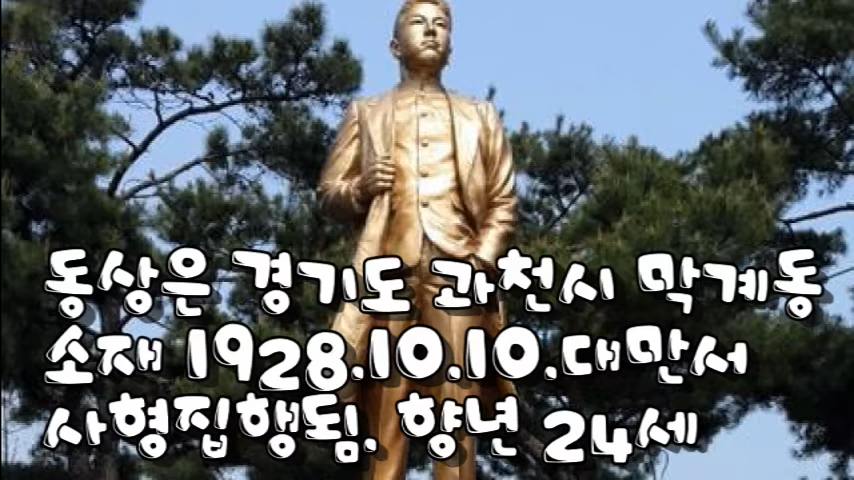 동상은 경기도 과천시 막계동
소재 1928.10.10.대만서
사형집행됨. 향년 24세